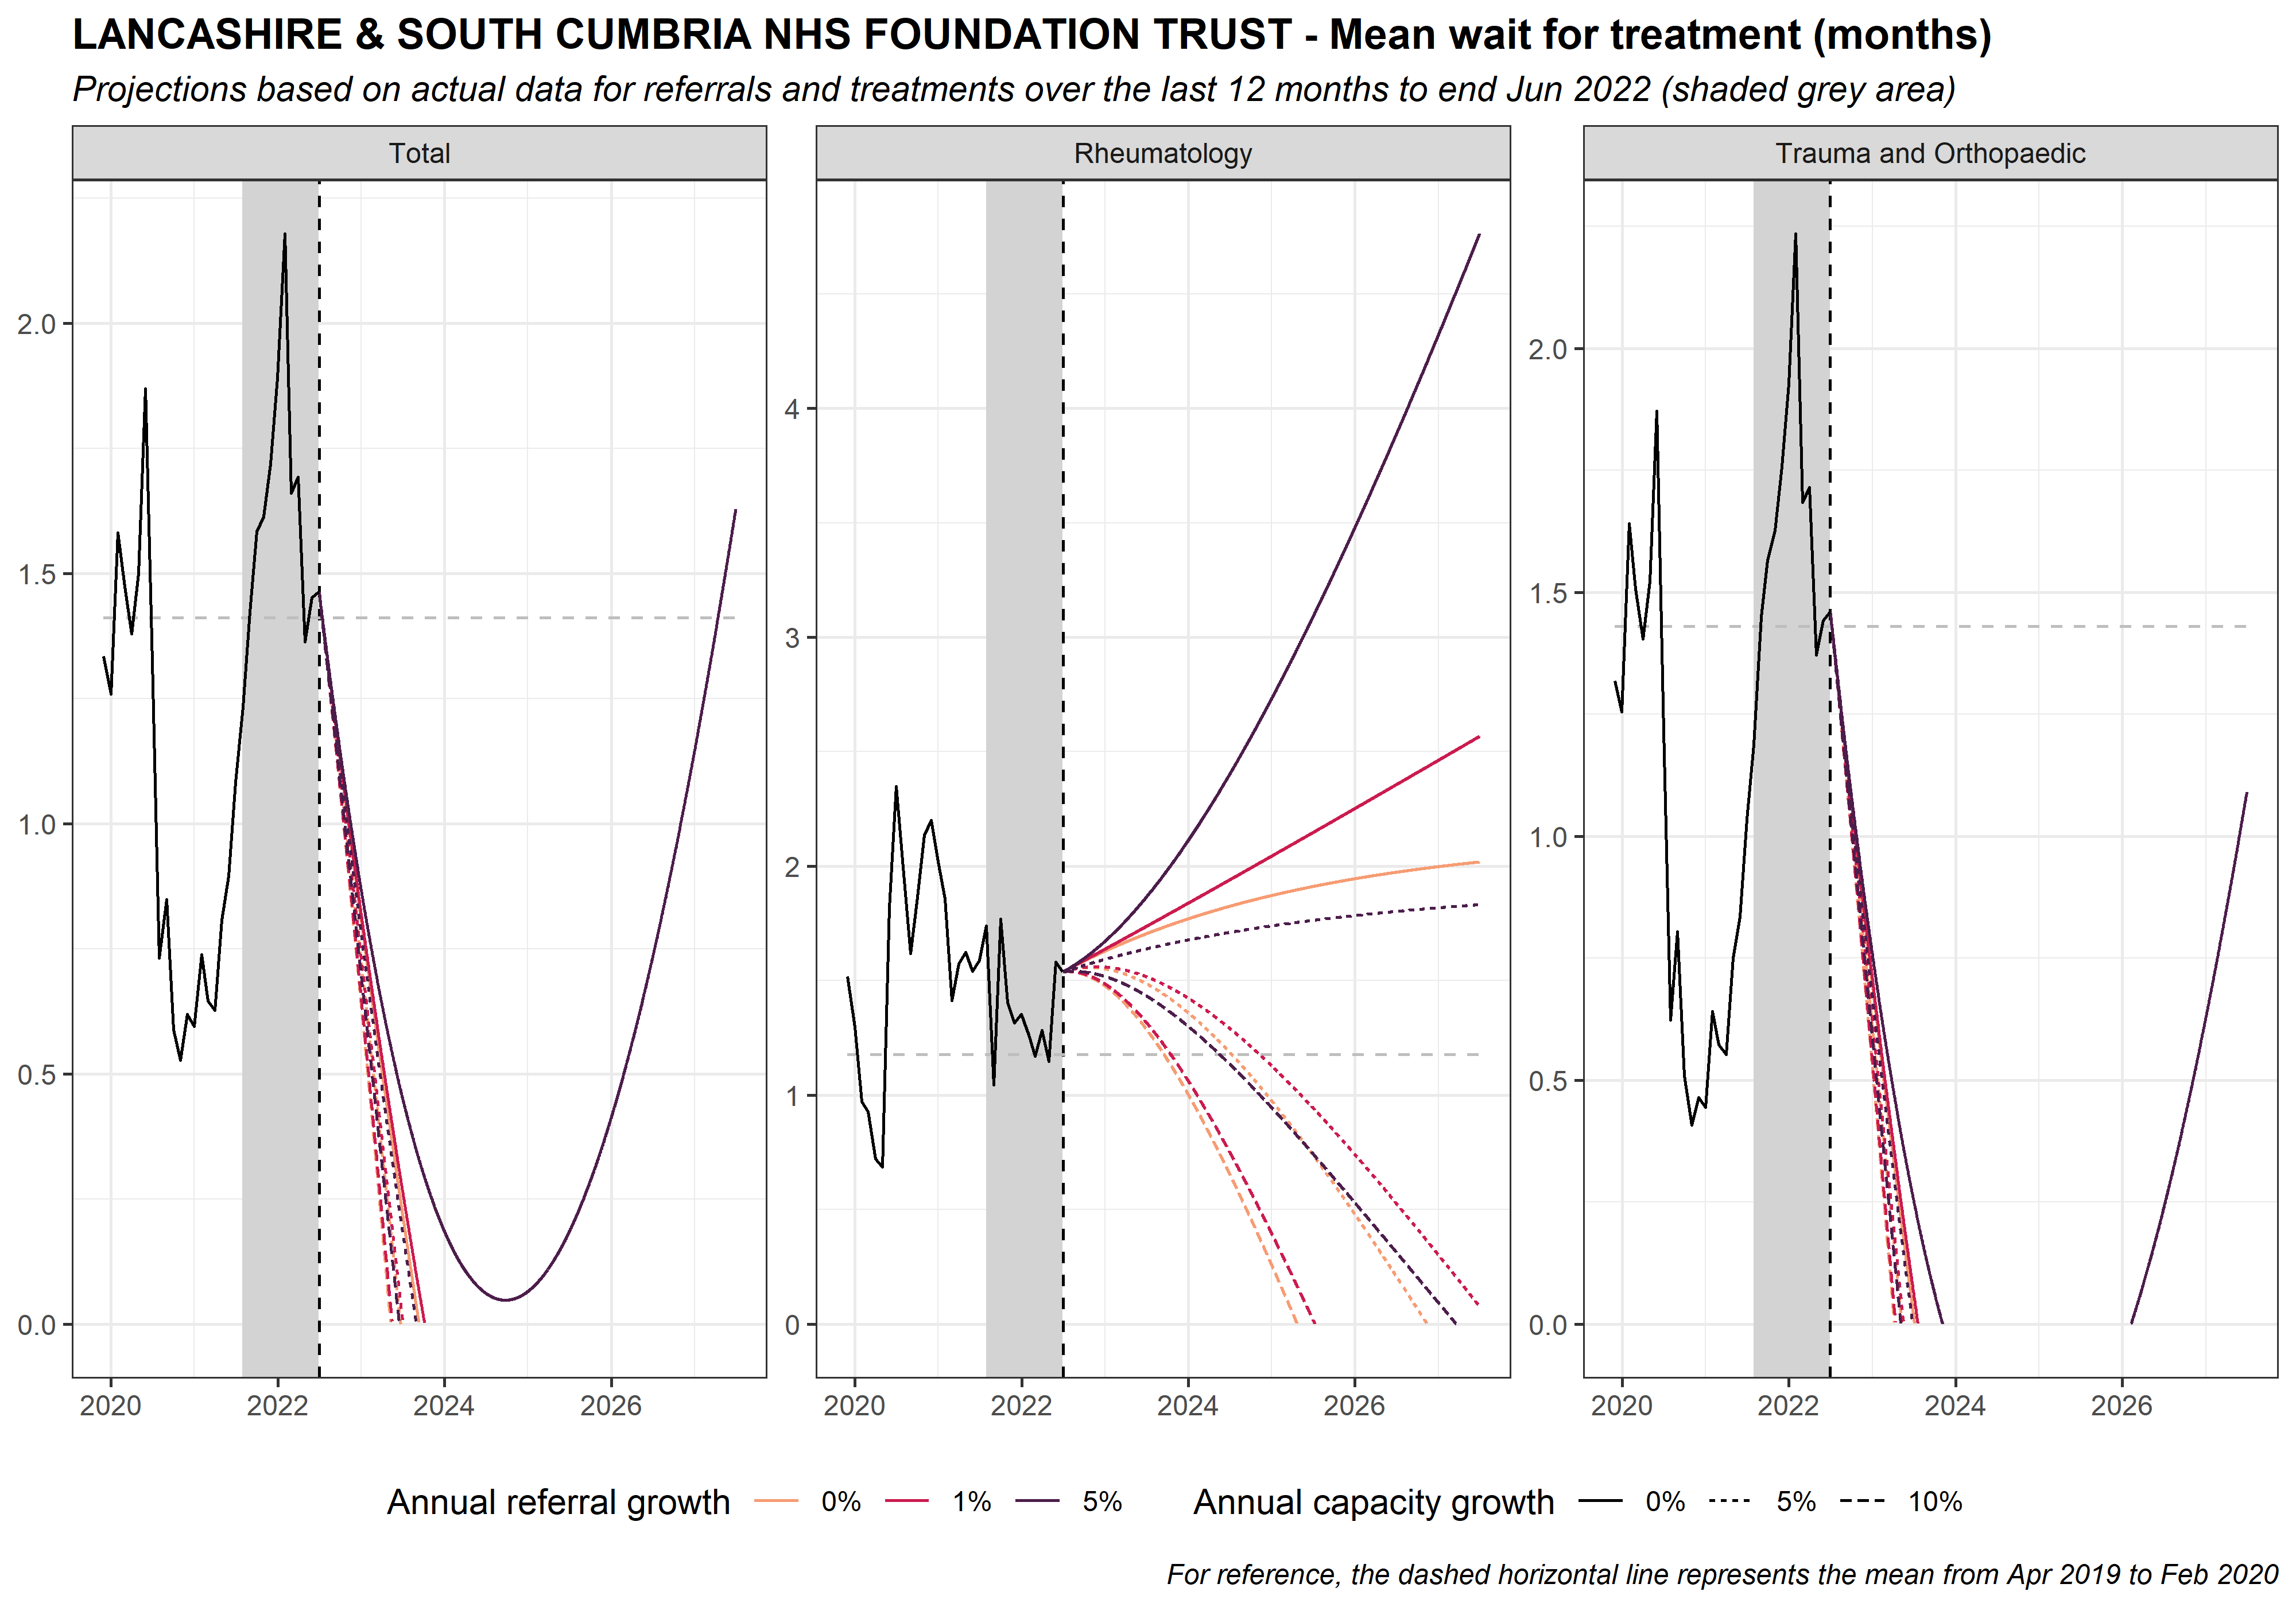 LANCASHIRE & SOUTH CUMBRIA NHS FOUNDATION TRUST - Mean wait for treatment (months)
Projections based on actual data for referrals and treatments over the last 12 months to end Jun 2022 (shaded grey area)
Total
Rheumatology
Trauma and Orthopaedic
2.0
1.5
1.0
0.5
0.0
4
3
2
1
0
2.0
1.5
1.0
0.5
0.0
2020 2022 2024 2026
2020 2022 2024 2026
2020 2022 2024 2026
Annual referral growth 0% 1% 5% Annual capacity growth 0% 5% 10%
For reference, the dashed horizontal line represents the mean from Apr 2019 to Feb 2020